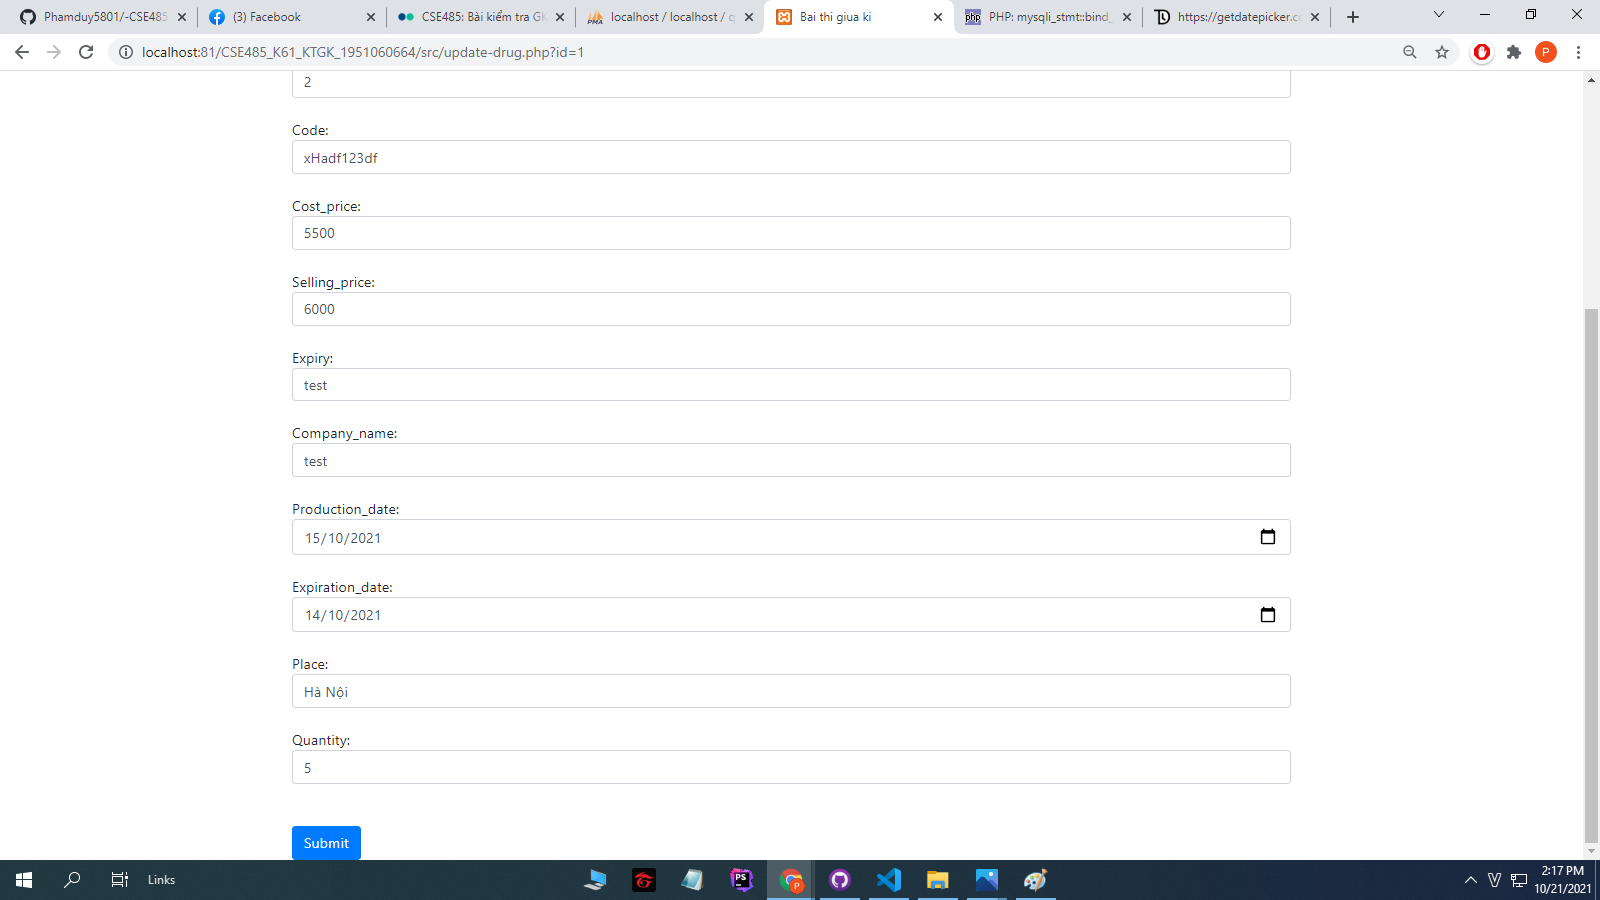 Phamduy5801/-CSE485
(3) Facebook
CSE485: Bài kiểm tra GK
localhost / localhost / q
Bai thi giua ki
PHP: mysqli_stmt::bind_
https://getdatepicker.co
localhost:81/CSE485_K61_KTGK_1951060664/src/update-drug.php?id=1
P
2
Code:
xHadf123df
Cost_price:
5500
Selling_price:
6000
Expiry:
test
Company_name:
test
Production_date:
15/10/2021
Expiration_date:
14/10/2021
Place:
Hà Nội
Quantity:
5
Submit
Links
2:17 PM
10/21/2021